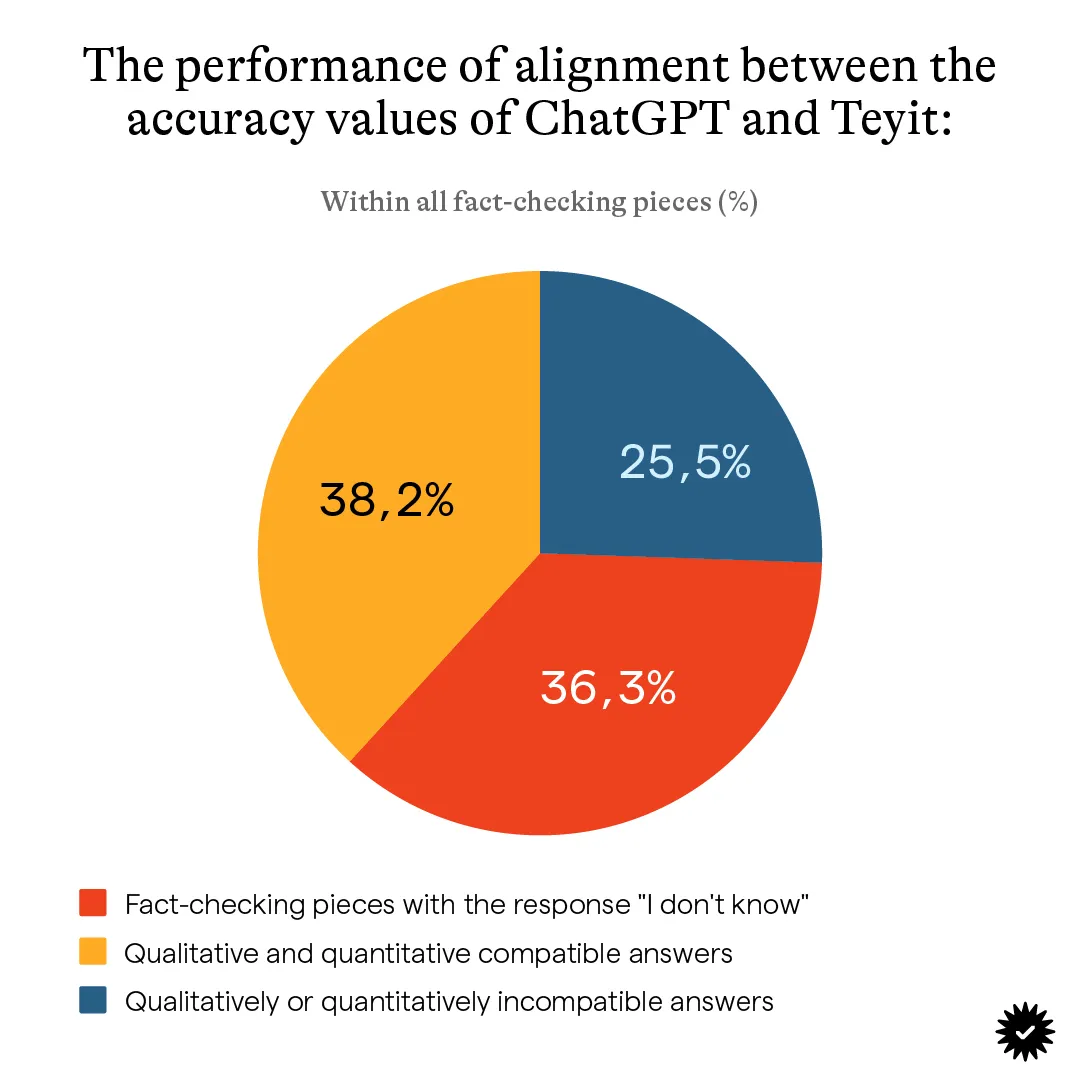 The performance of alignment between the
accuracy values of ChatGPT and Teyit:
Within all fact-checking pieces (%)
25,5%
38,2%
36,3%
Fact-checking pieces with the response "I don't know"
Qualitative and quantitative compatible answers
Qualitatively or quantitatively incompatible answers